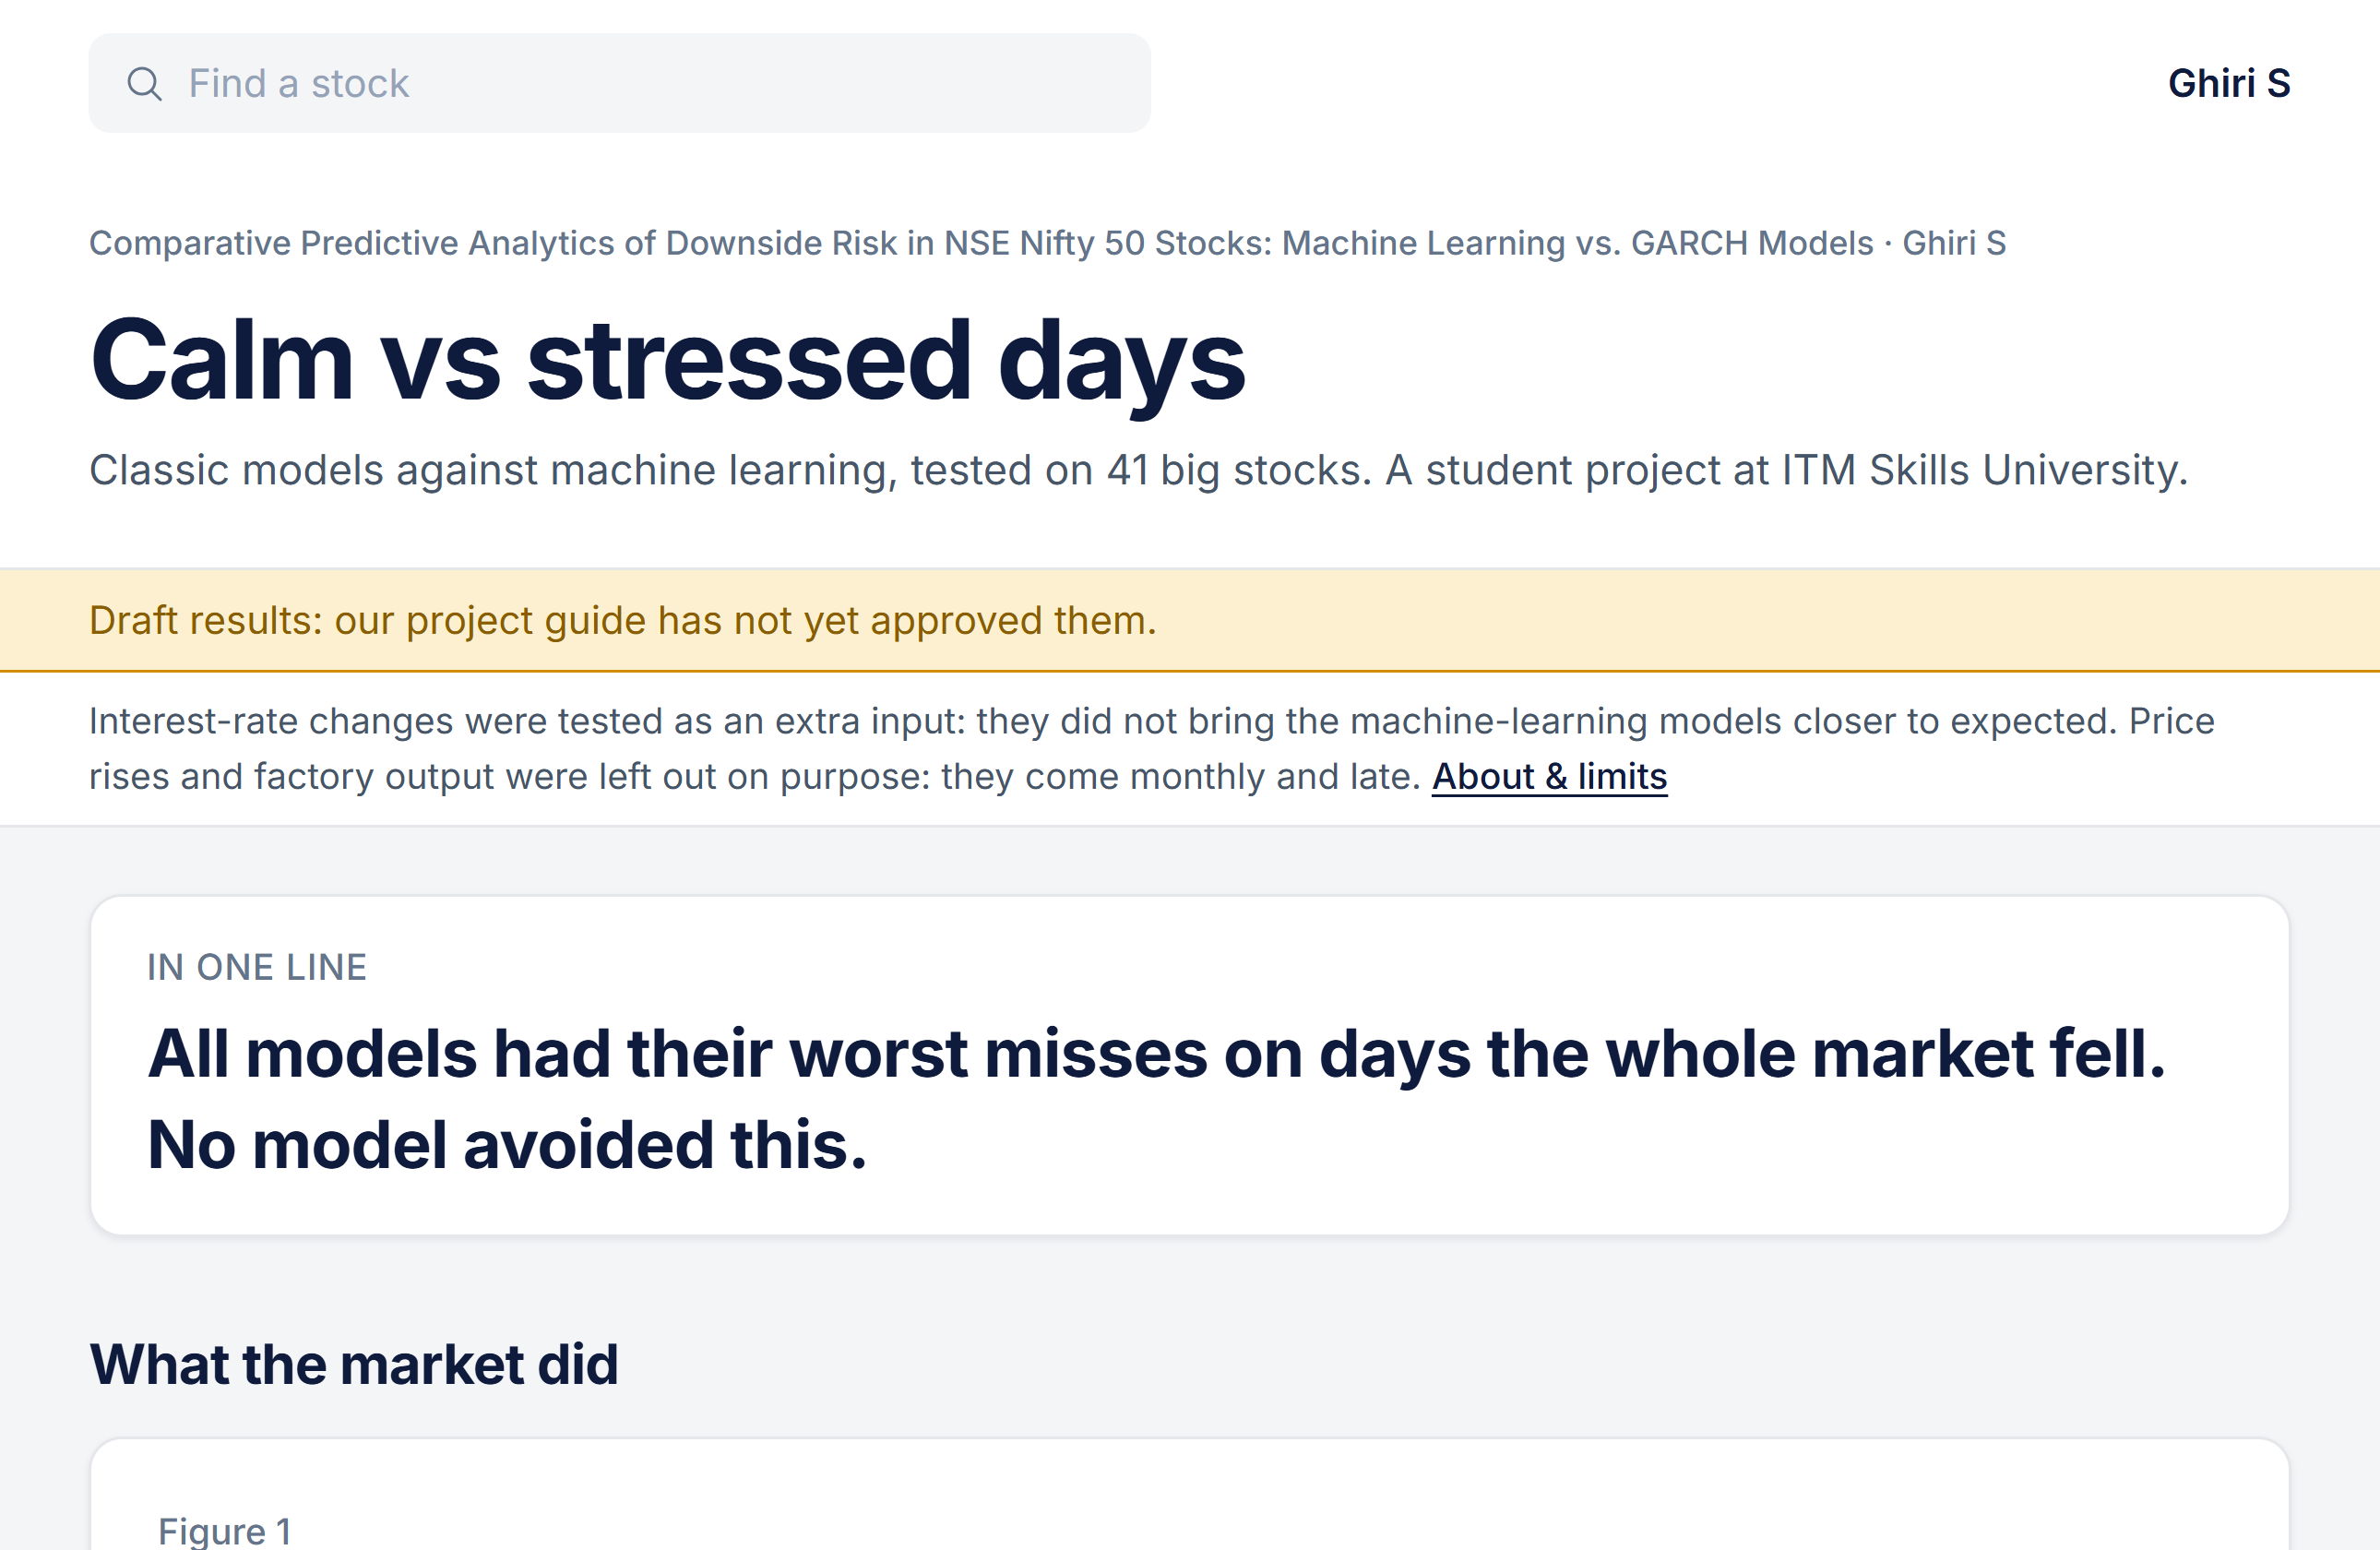 Find a stock
Ghiri S
Comparative Predictive Analytics of Downside Risk in NSE Nifty 50 Stocks: Machine Learning vs. GARCH Models · Ghiri S
Calm vs stressed days
Classic models against machine learning, tested on 41 big stocks. A student project at ITM Skills University.
Draft results: our project guide has not yet approved them.
Interest-rate changes were tested as an extra input: they did not bring the machine-learning models closer to expected. Price
rises and factory output were left out on purpose: they come monthly and late. About & limits
IN ONE LINE
All models had their worst misses on days the whole market fell.
No model avoided this.
What the market did
Figure 1